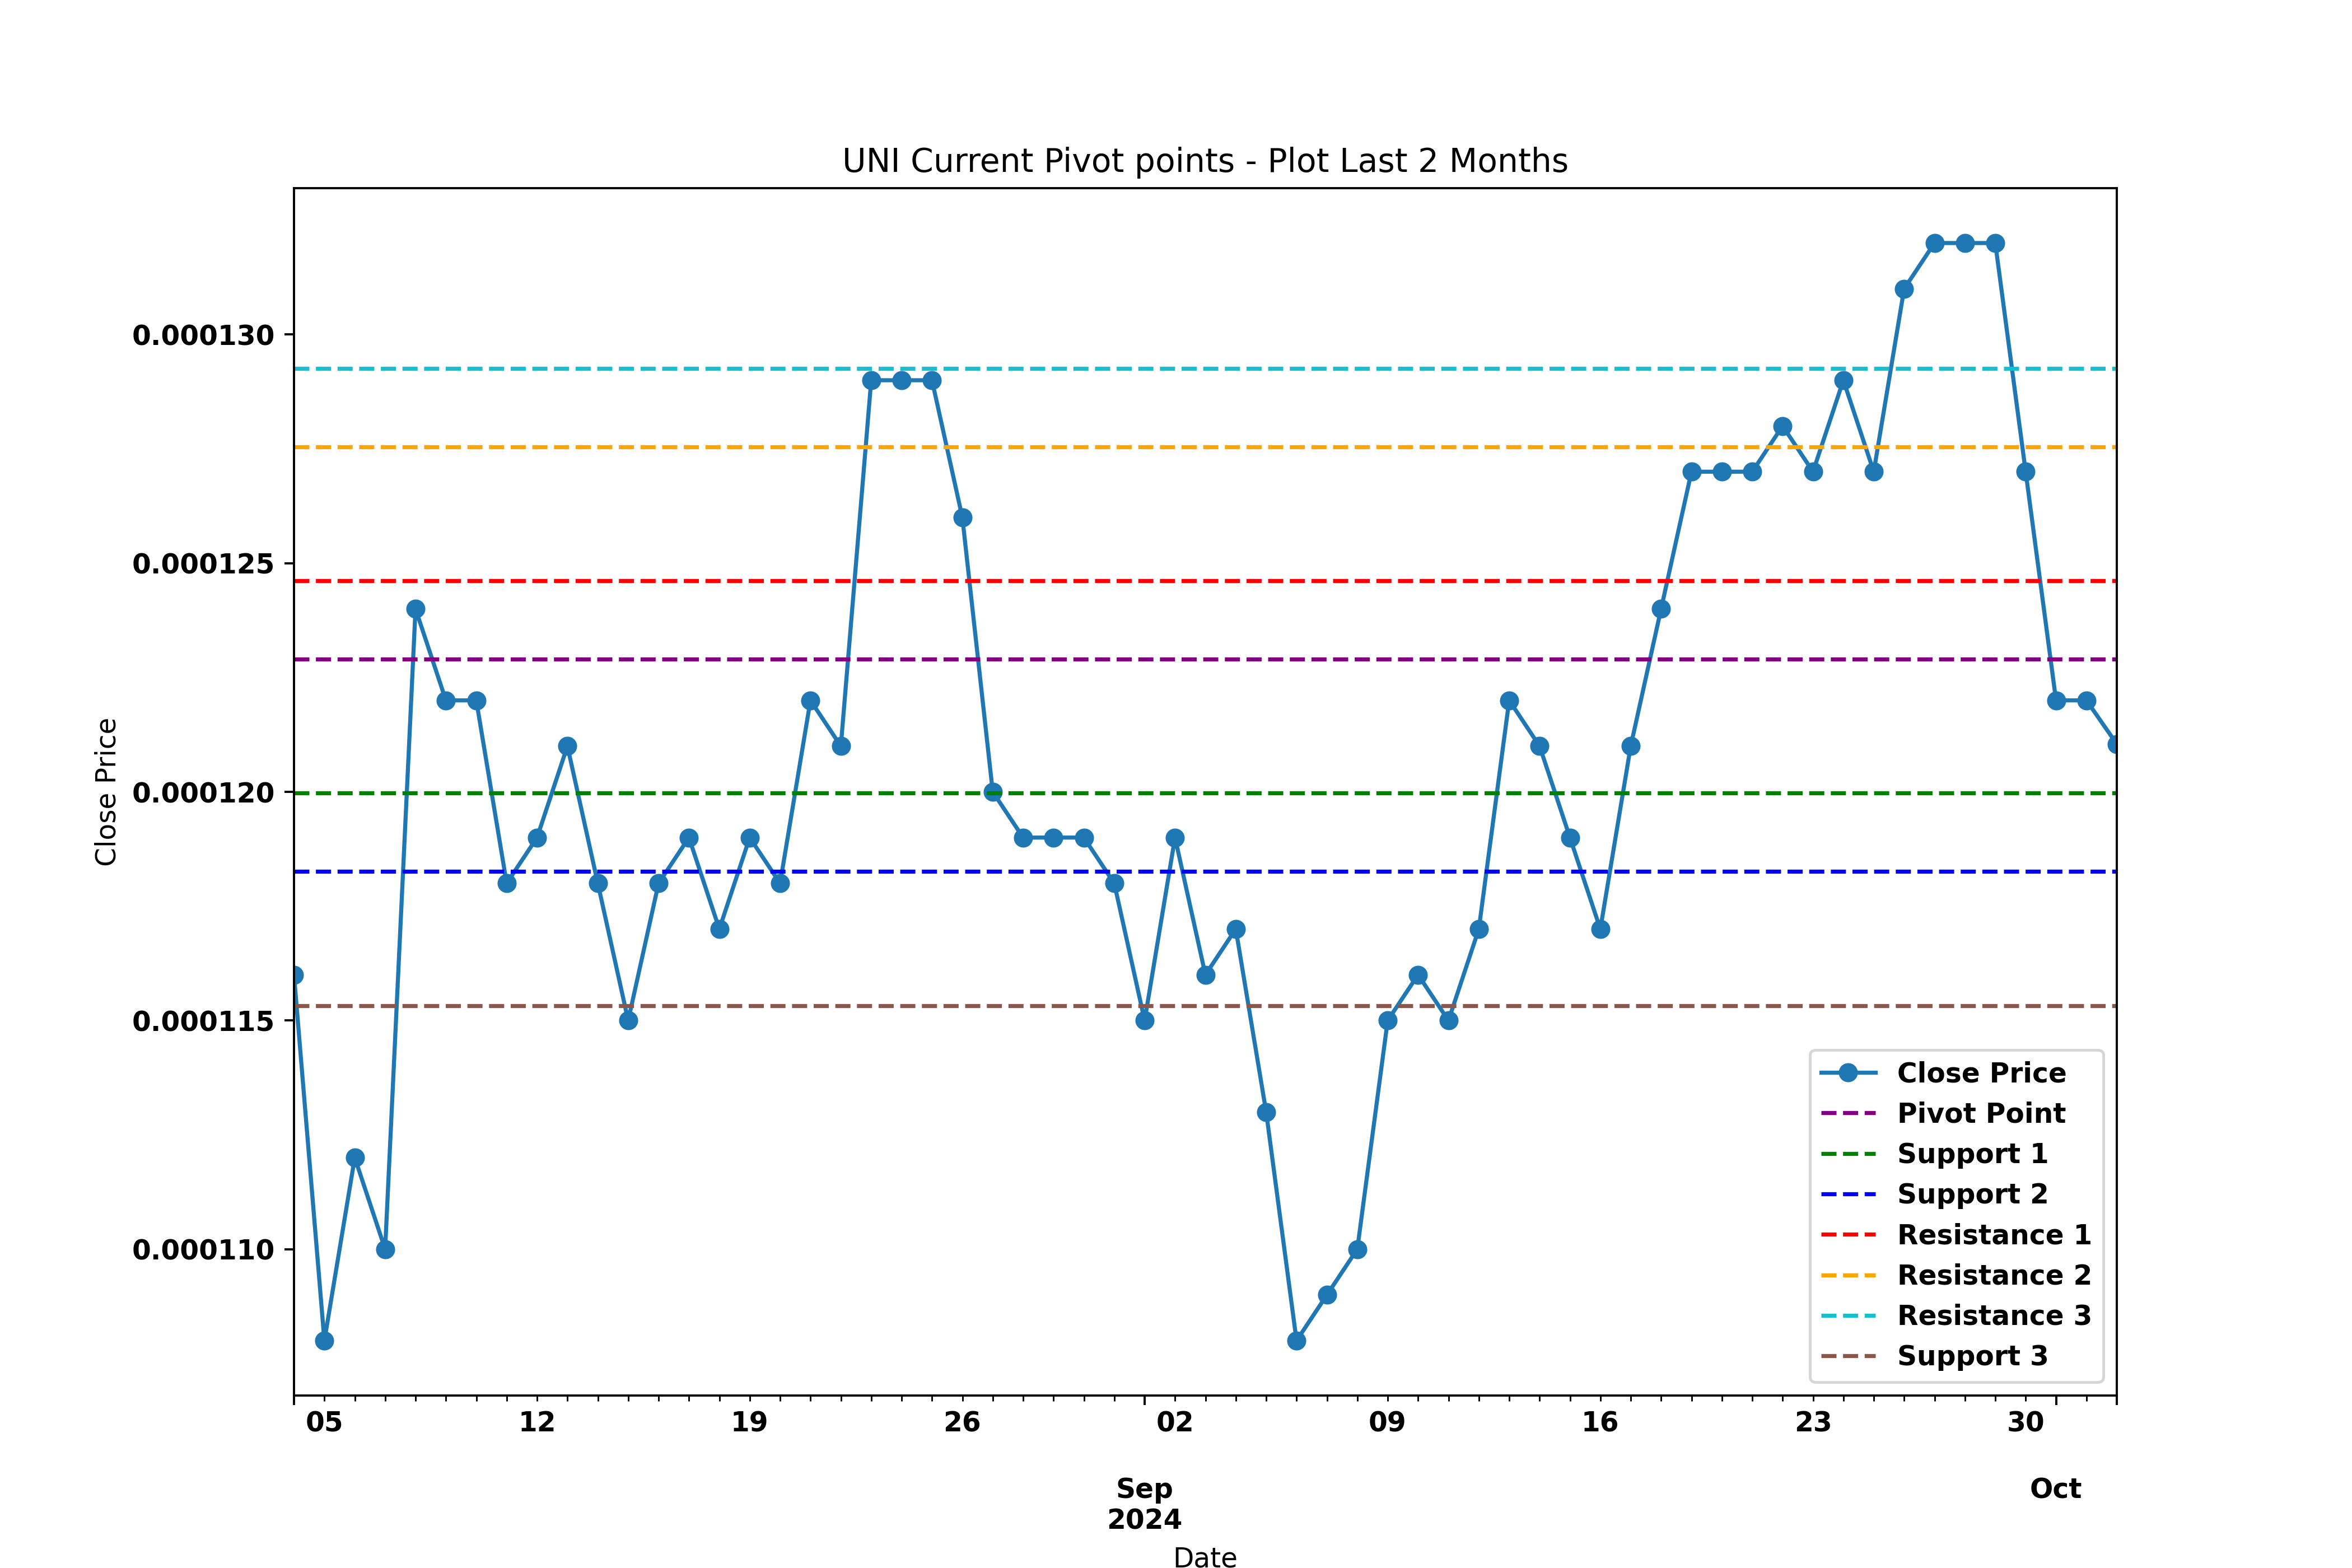 UNI Current Pivot points - Plot Last 2 Months
0.000130
0.000125
0.000120
0.000115
0.000110
Close Price
Close Price
Pivot Point
Support 1
Support 2
Resistance 1
Resistance 2
Resistance 3
Support 3
05 12 19 26 02 09 16 23 30
Sep Oct
2024
Date